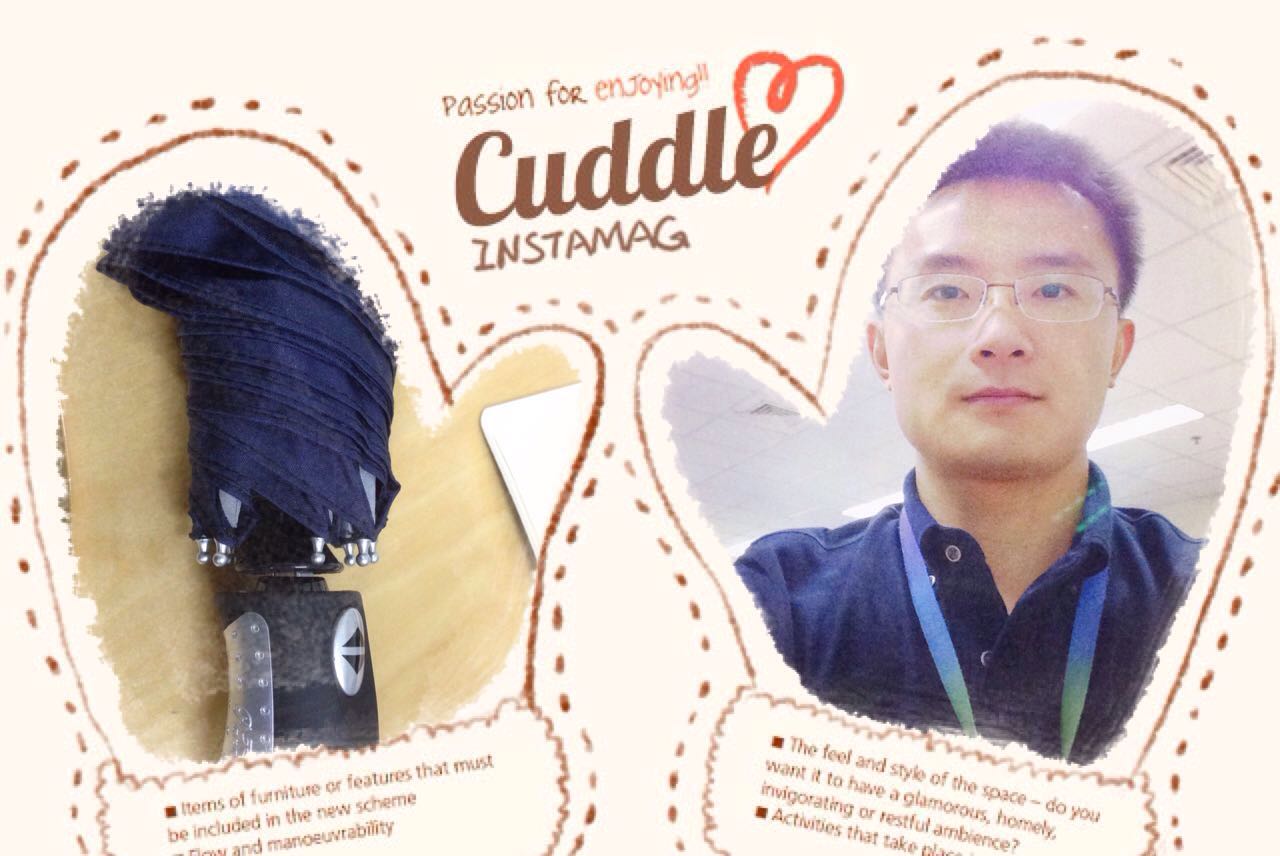 Passion for enjoying!!
Cuddle
INSTAMAG
■ Items of furniture or features that must
be included in the new scheme
■ Flow and manoeuvrability
■ The feel and style of the space – do you
want it to have a glamorous, homely,
invigorating or restful ambience?
■ Activities that take